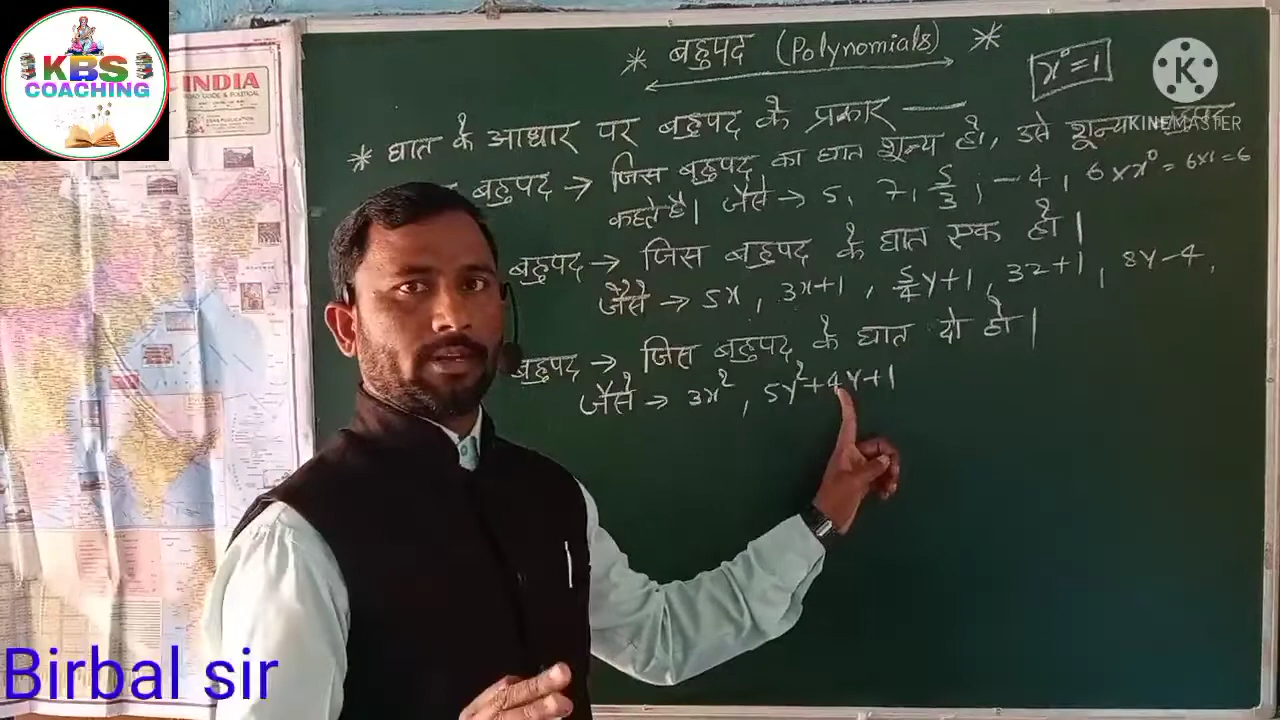 KBS
COACHING
INDIA
* बहुपद (Polynomials) *
x⁰ = 1
K
KINEMASTER
* घात के आधार पर बहुपद के प्रकार —
बहुपद → जिस बहुपद का घात शून्य हो, उसे शून्य
कहते है। जैसे → 5, 7, 5/3, -4, 6 × x⁰ = 6×1 = 6
बहुपद → जिस बहुपद के घात एक हो।
जैसे → 5x, 3x+1, 5/4 y+1, 3z+1, 8y-4,
बहुपद → जिस बहुपद के घात दो हो।
जैसे → 3x², 5y²+4y+1
Birbal sir